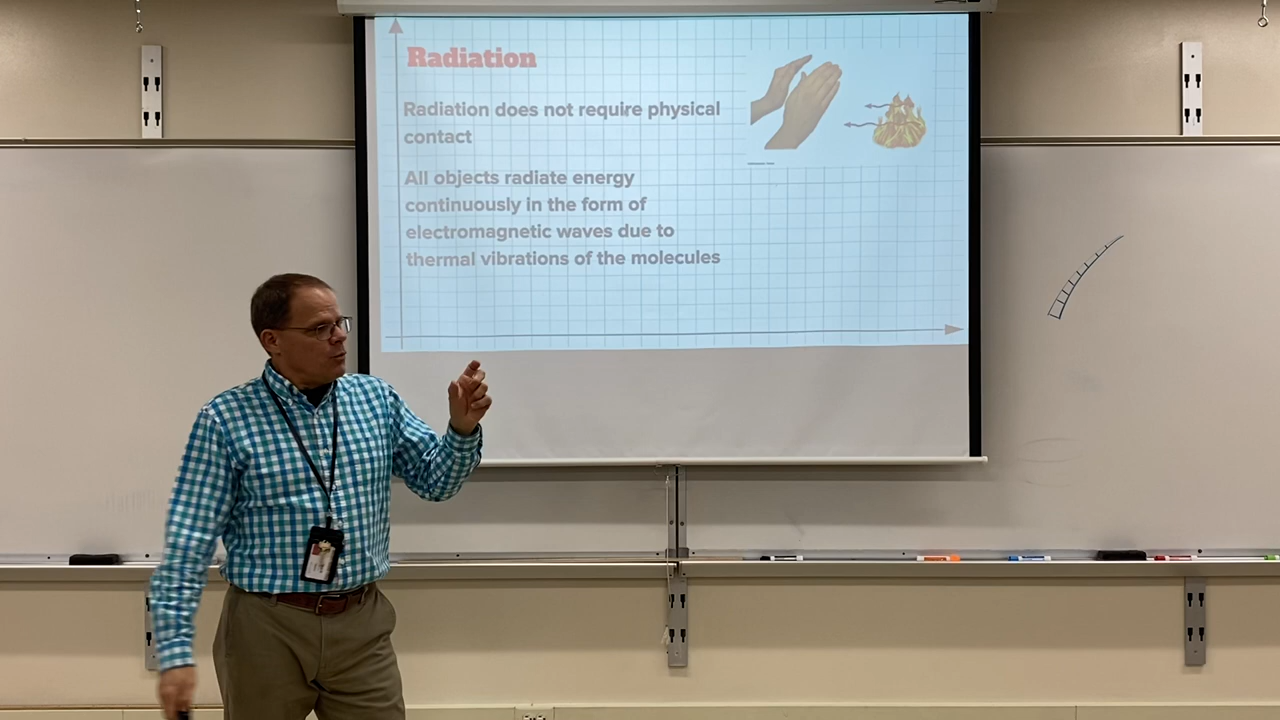 Radiation
Radiation does not require physical
contact
All objects radiate energy
continuously in the form of
electromagnetic waves due to
thermal vibrations of the molecules